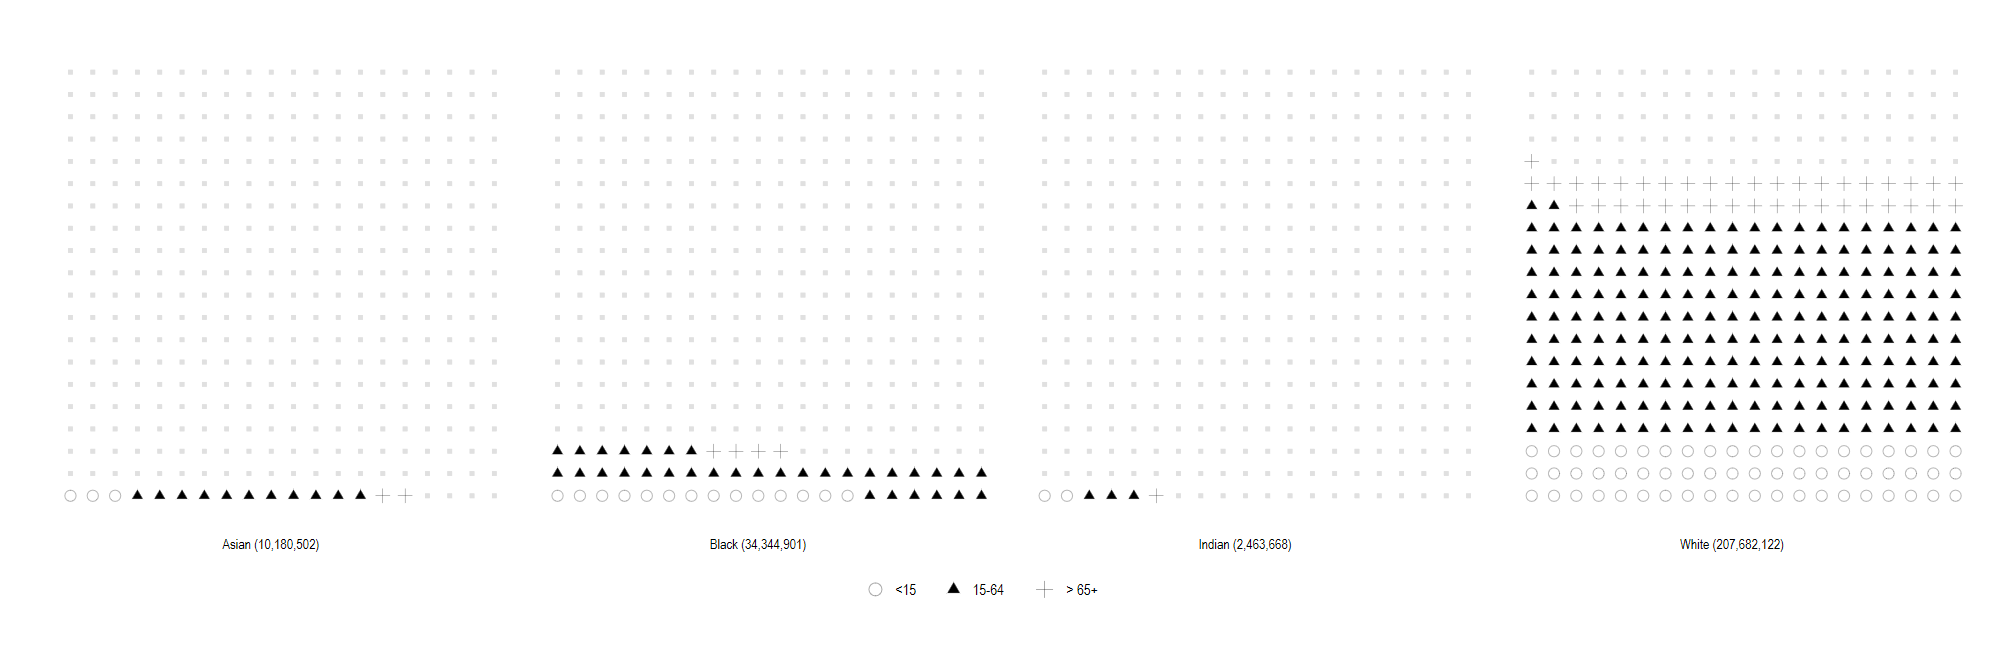 Asian (10,180,502)
Black (34,344,901)
Indian (2,463,668)
White (207,682,122)
<15
15-64
> 65+